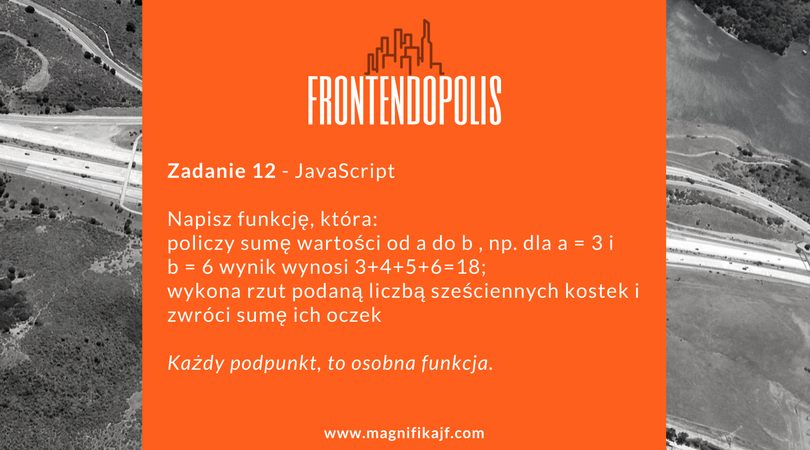 FRONTENDOPOLIS
Zadanie 12 - JavaScript
Napisz funkcję, która:
policzy sumę wartości od a do b , np. dla a = 3 i
b = 6 wynik wynosi 3+4+5+6=18;
wykona rzut podaną liczbą sześciennych kostek i
zwróci sumę ich oczek
Każdy podpunkt, to osobna funkcja.
www.magnifikajf.com